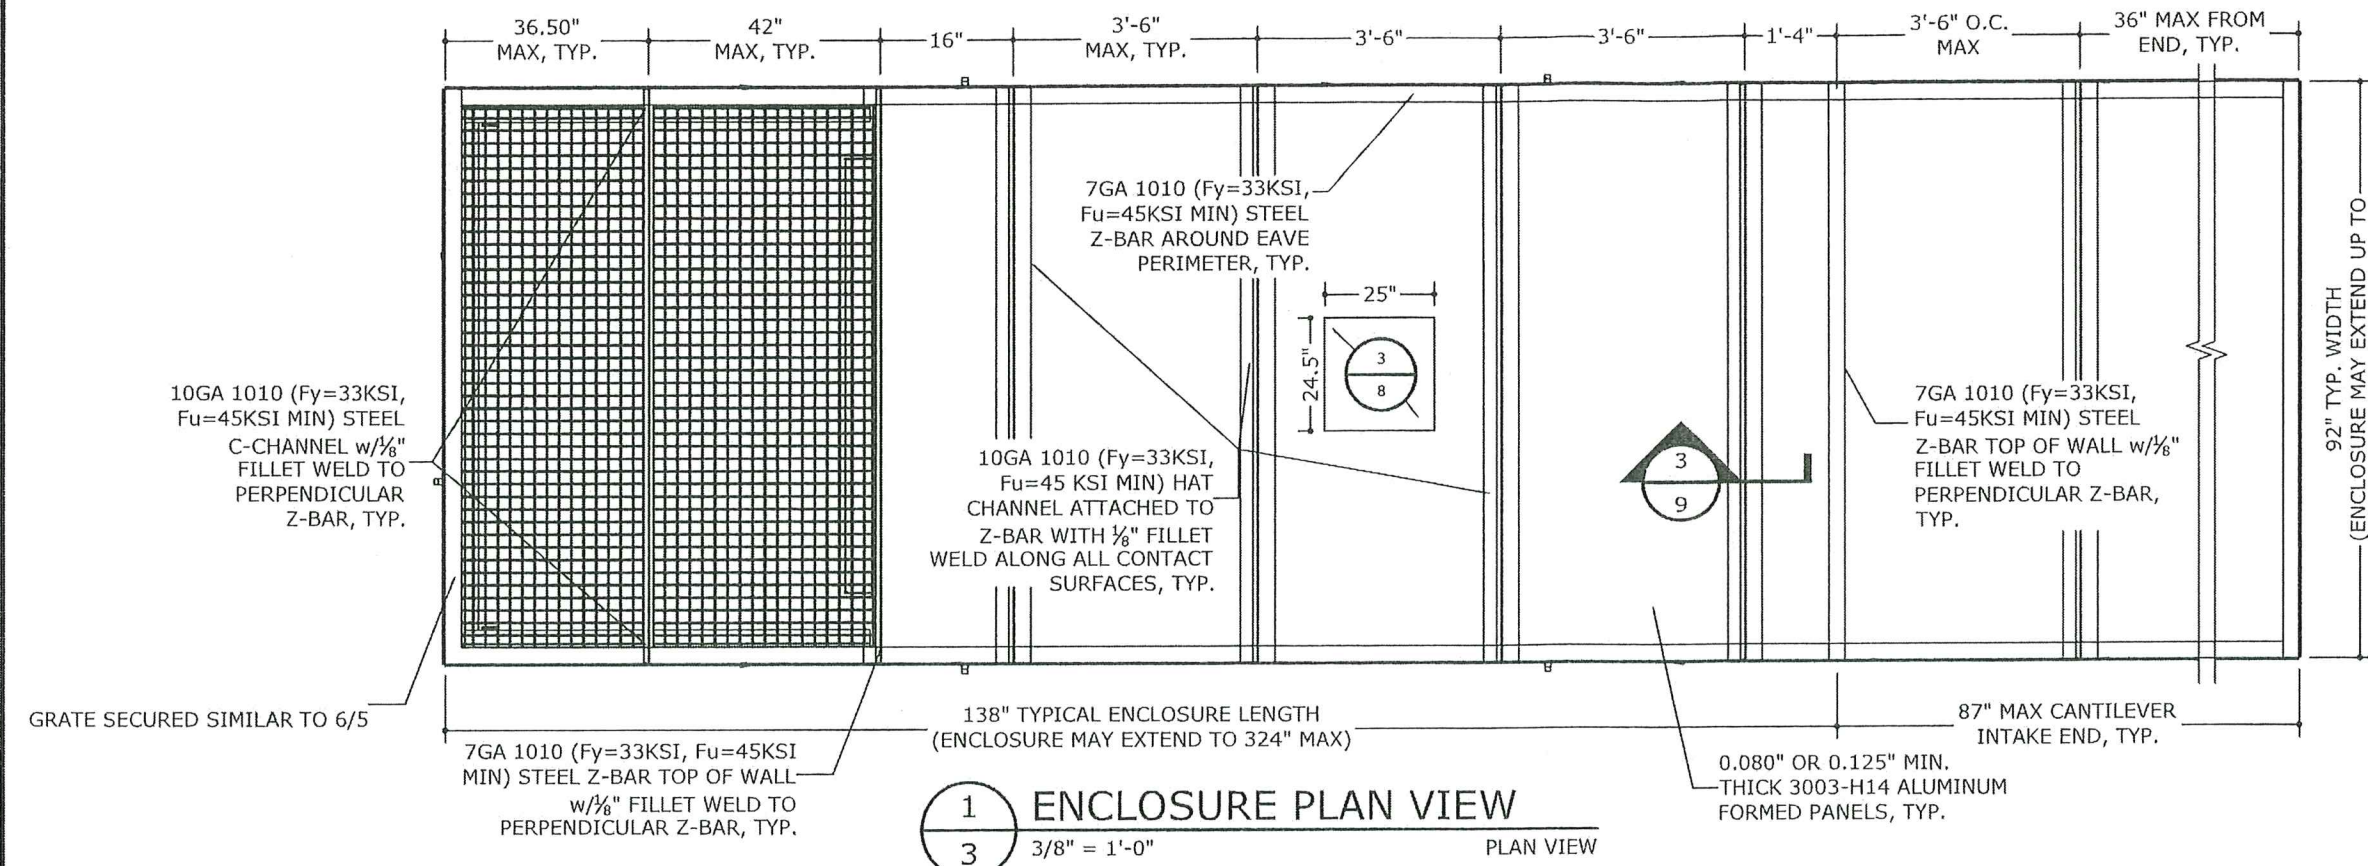 36.50"
MAX, TYP.
42"
MAX, TYP.
16"
3'-6"
MAX, TYP.
3'-6"
3'-6"
1'-4"
3'-6" O.C.
MAX
36" MAX FROM
END, TYP.
7GA 1010 (Fy=33KSI,
Fu=45KSI MIN) STEEL
Z-BAR AROUND EAVE
PERIMETER, TYP.
25"
24.5"
3
8
10GA 1010 (Fy=33KSI,
Fu=45KSI MIN) STEEL
C-CHANNEL w/⅛"
FILLET WELD TO
PERPENDICULAR
Z-BAR, TYP.
10GA 1010 (Fy=33KSI,
Fu=45 KSI MIN) HAT
CHANNEL ATTACHED TO
Z-BAR WITH ⅛" FILLET
WELD ALONG ALL CONTACT
SURFACES, TYP.
3
9
7GA 1010 (Fy=33KSI,
Fu=45KSI MIN) STEEL
Z-BAR TOP OF WALL w/⅛"
FILLET WELD TO
PERPENDICULAR Z-BAR,
TYP.
92" TYP. WIDTH
(ENCLOSURE MAY EXTEND UP TO
GRATE SECURED SIMILAR TO 6/5
138" TYPICAL ENCLOSURE LENGTH
(ENCLOSURE MAY EXTEND TO 324" MAX)
87" MAX CANTILEVER
INTAKE END, TYP.
7GA 1010 (Fy=33KSI, Fu=45KSI
MIN) STEEL Z-BAR TOP OF WALL
w/⅛" FILLET WELD TO
PERPENDICULAR Z-BAR, TYP.
0.080" OR 0.125" MIN.
THICK 3003-H14 ALUMINUM
FORMED PANELS, TYP.
1
3
ENCLOSURE PLAN VIEW
3/8" = 1'-0"
PLAN VIEW